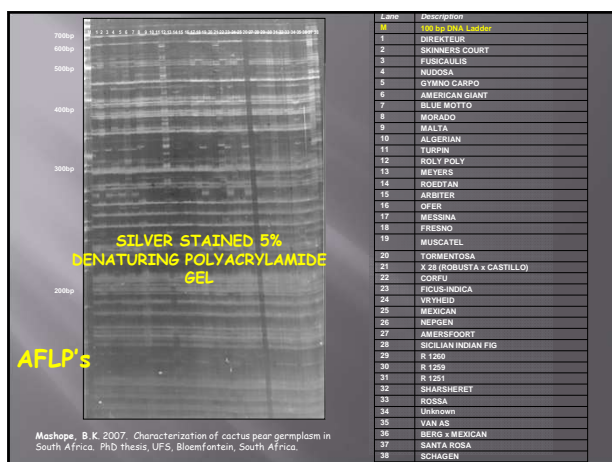 700bp
600bp
500bp
400bp
300bp
200bp
SILVER STAINED 5%
DENATURING POLYACRYLAMIDE
GEL
AFLP's
Mashope, B.K. 2007. Characterization of cactus pear germplasm in
South Africa. PhD thesis, UFS, Bloemfontein, South Africa.
Lane Description
M 100 bp DNA Ladder
1 DIREKTEUR
2 SKINNERS COURT
3 FUSICAULIS
4 NUDOSA
5 GYMNO CARPO
6 AMERICAN GIANT
7 BLUE MOTTO
8 MORADO
9 MALTA
10 ALGERIAN
11 TURPIN
12 ROLY POLY
13 MEYERS
14 ROEDTAN
15 ARBITER
16 OFER
17 MESSINA
18 FRESNO
19 MUSCATEL
20 TORMENTOSA
21 X 28 (ROBUSTA x CASTILLO)
22 CORFU
23 FICUS-INDICA
24 VRYHEID
25 MEXICAN
26 NEPGEN
27 AMERSFOORT
28 SICILIAN INDIAN FIG
29 R 1260
30 R 1259
31 R 1251
32 SHARSHERET
33 ROSSA
34 Unknown
35 VAN AS
36 BERG x MEXICAN
37 SANTA ROSA
38 SCHAGEN